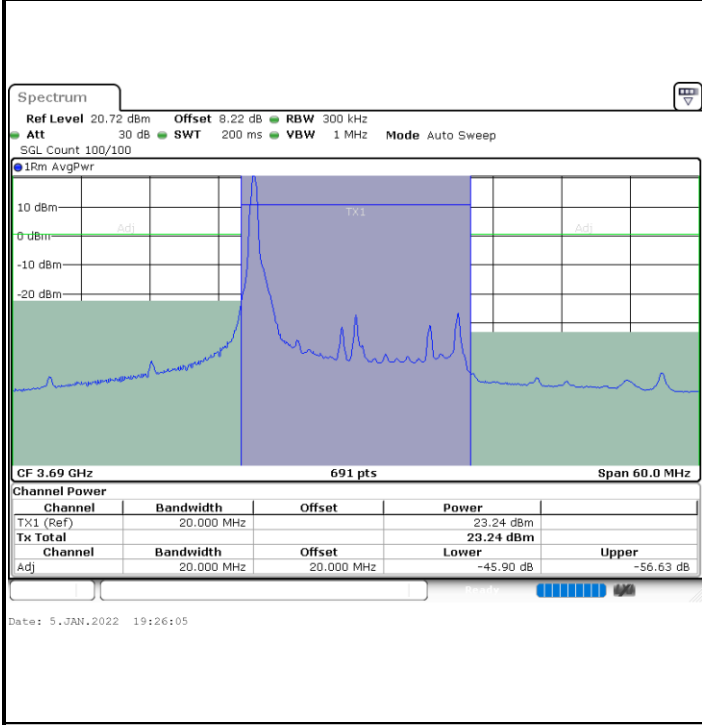 Spectrum
Ref Level 20.72 dBm Offset 8.22 dB RBW 300 kHz
Att 30 dB SWT 200 ms VBW 1 MHz Mode Auto Sweep
SGL Count 100/100
1Rm AvgPwr
10 dBm
TX1
Adj Adj
0 dBm
-10 dBm
-20 dBm
CF 3.69 GHz 691 pts Span 60.0 MHz
Channel Power
Channel Bandwidth Offset Power
TX1 (Ref) 20.000 MHz 23.24 dBm
Tx Total 23.24 dBm
Channel Bandwidth Offset Lower Upper
Adj 20.000 MHz 20.000 MHz -45.90 dB -56.63 dB
Ready
Date: 5.JAN.2022 19:26:05